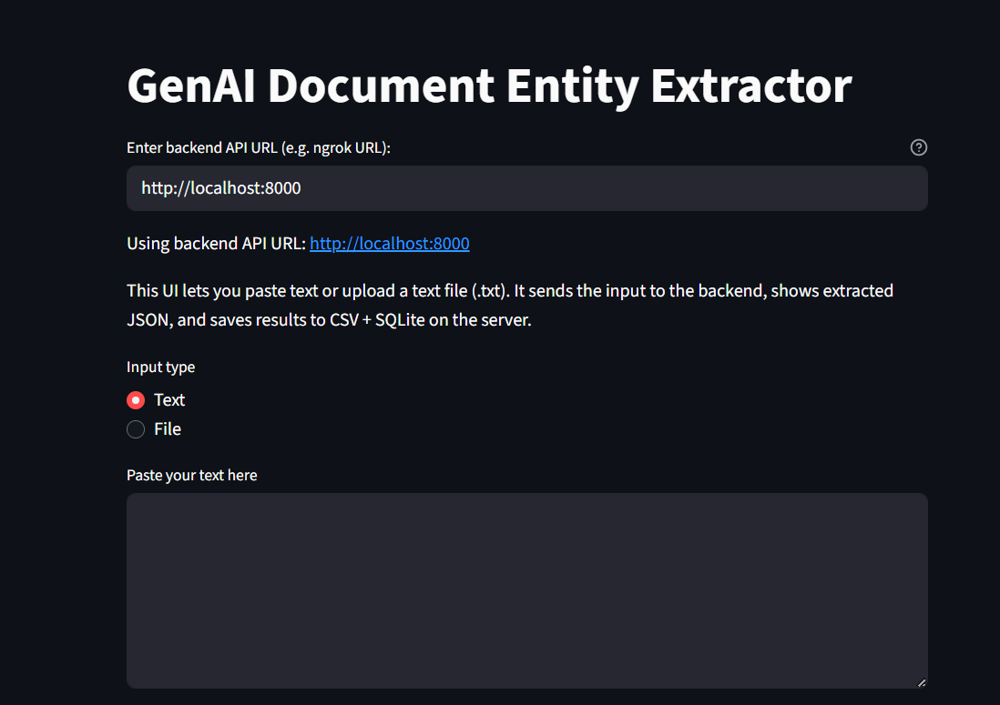 GenAI Document Entity Extractor
Enter backend API URL (e.g. ngrok URL):
http://localhost:8000
Using backend API URL: http://localhost:8000
This UI lets you paste text or upload a text file (.txt). It sends the input to the backend, shows extracted
JSON, and saves results to CSV + SQLite on the server.
Input type
Text
File
Paste your text here